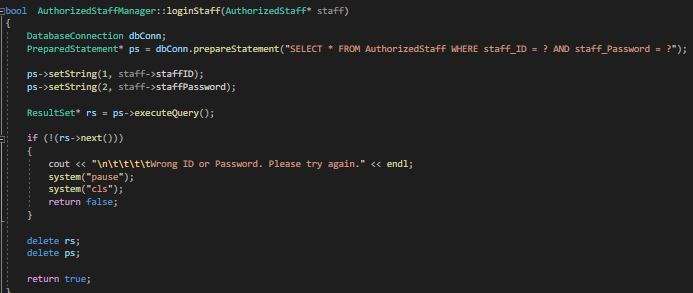 bool AuthorizedStaffManager::loginStaff(AuthorizedStaff* staff)
{
DatabaseConnection dbConn;
PreparedStatement* ps = dbConn.prepareStatement("SELECT * FROM AuthorizedStaff WHERE staff_ID = ? AND staff_Password = ?");
ps->setString(1, staff->staffID);
ps->setString(2, staff->staffPassword);
ResultSet* rs = ps->executeQuery();
if (!(rs->next()))
{
cout << "\n\t\t\t\tWrong ID or Password. Please try again." << endl;
system("pause");
system("cls");
return false;
}
delete rs;
delete ps;
return true;
}